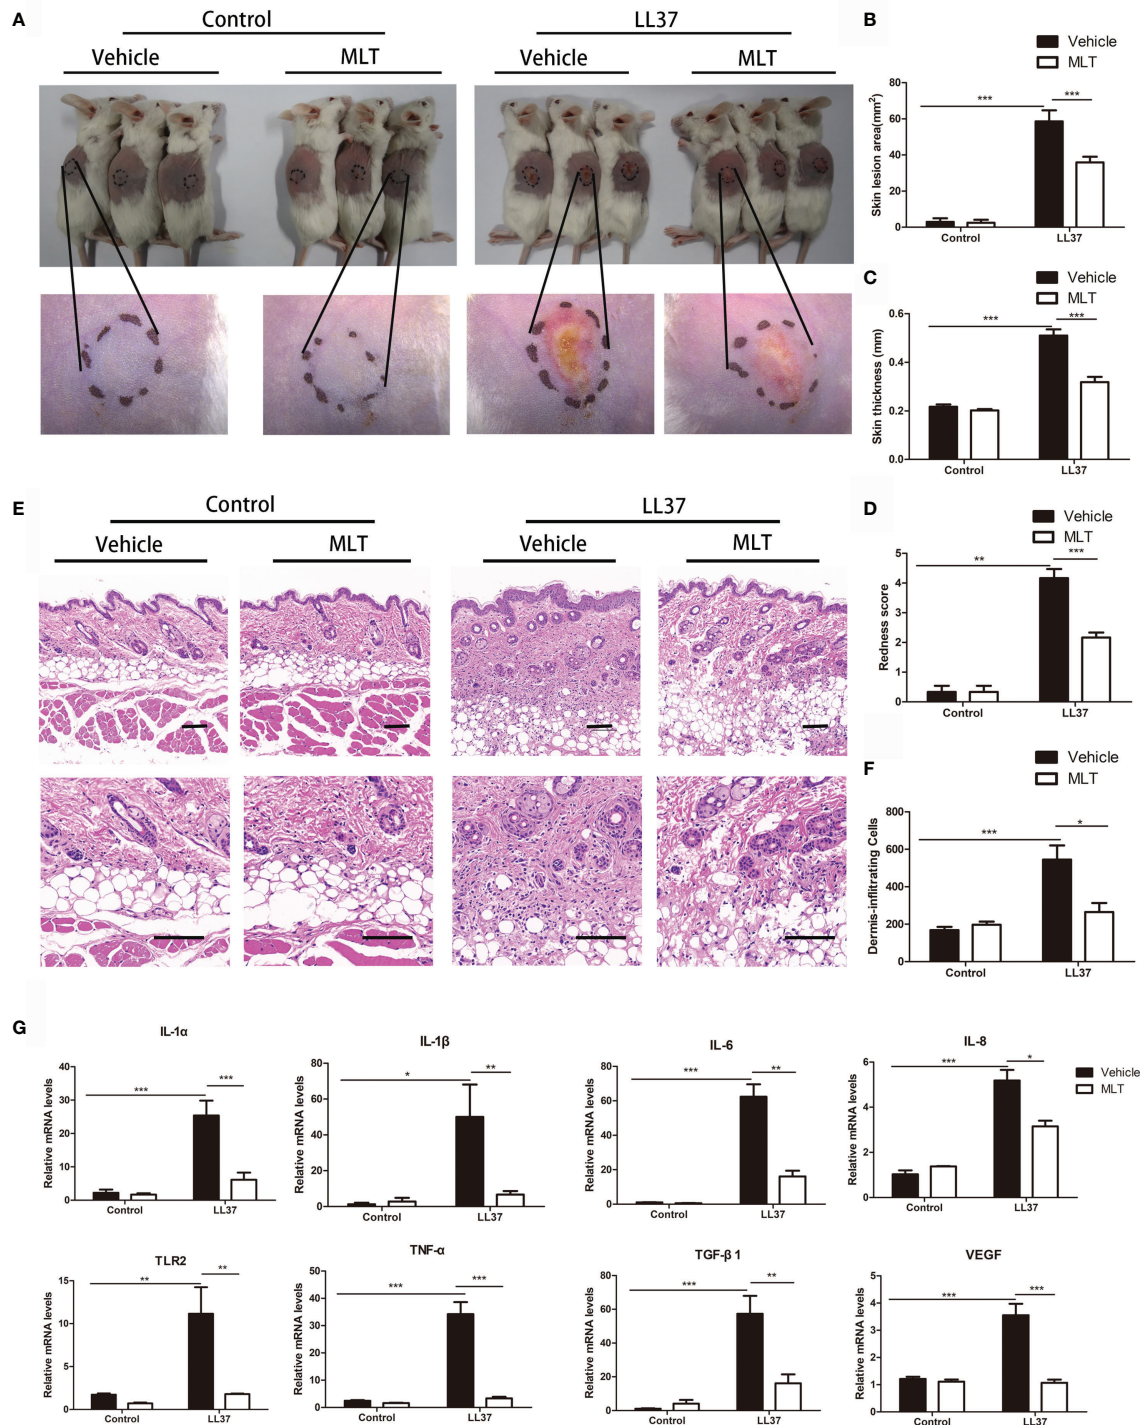 A
Control
LL37
Vehicle
MLT
Vehicle
MLT
B
Vehicle
MLT
Skin lesion area(mm²)
80
60
40
20
0
***
***
Control
LL37
C
Vehicle
MLT
Skin thickness (mm)
0.6
0.4
0.2
0.0
***
***
Control
LL37
D
Vehicle
MLT
Redness score
5
4
3
2
1
0
**
***
Control
LL37
E
Control
LL37
Vehicle
MLT
Vehicle
MLT
F
Vehicle
MLT
Dermis-infiltrating Cells
800
600
400
200
0
***
*
Control
LL37
G
IL-1α
Relative mRNA levels
40
30
20
10
0
***
***
Control
LL37
IL-1β
Relative mRNA levels
80
60
40
20
0
*
**
Control
LL37
IL-6
Relative mRNA levels
80
60
40
20
0
***
**
Control
LL37
IL-8
Relative mRNA levels
6
4
2
0
***
*
Control
LL37
Vehicle
MLT
TLR2
Relative mRNA levels
15
10
5
0
**
**
Control
LL37
TNF-α
Relative mRNA levels
50
40
30
20
10
0
***
***
Control
LL37
TGF-β 1
Relative mRNA levels
80
60
40
20
0
***
**
Control
LL37
VEGF
Relative mRNA levels
5
4
3
2
1
0
***
***
Control
LL37